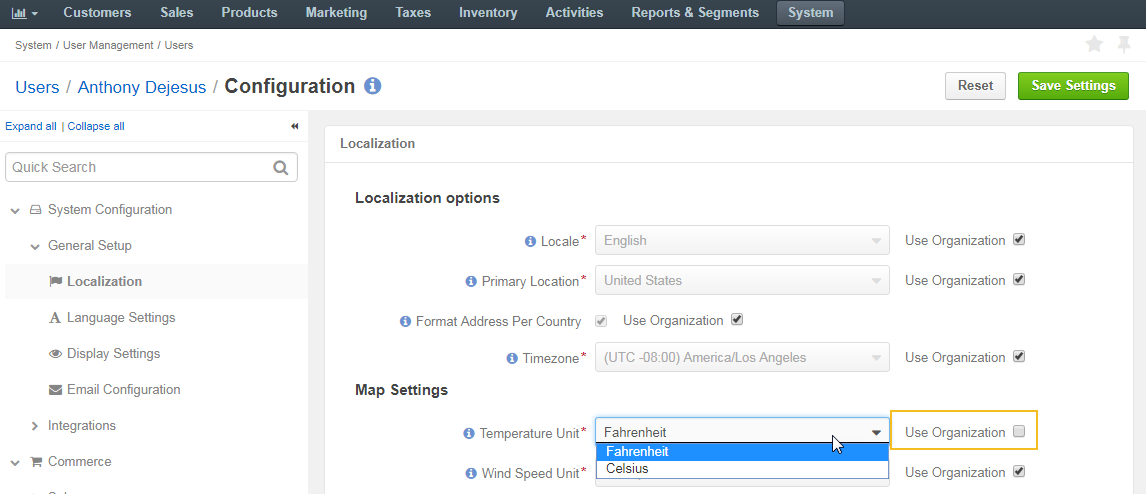 Customers Sales Products Marketing Taxes Inventory Activities Reports & Segments System
System / User Management / Users
Users / Anthony Dejesus / Configuration
Reset
Save Settings
Expand all | Collapse all
Quick Search
System Configuration
General Setup
Localization
Language Settings
Display Settings
Email Configuration
Integrations
Commerce
Localization
Localization options
Locale* English Use Organization
Primary Location* United States Use Organization
Format Address Per Country Use Organization
Timezone* (UTC -08:00) America/Los Angeles Use Organization
Map Settings
Temperature Unit* Fahrenheit Use Organization
Fahrenheit
Celsius
Wind Speed Unit* Use Organization